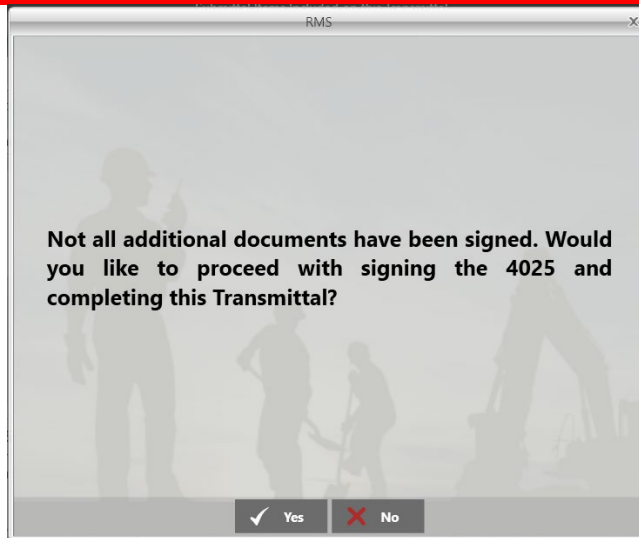 RMS
Not all additional documents have been signed. Would
you like to proceed with signing the 4025 and
completing this Transmittal?
Yes
No